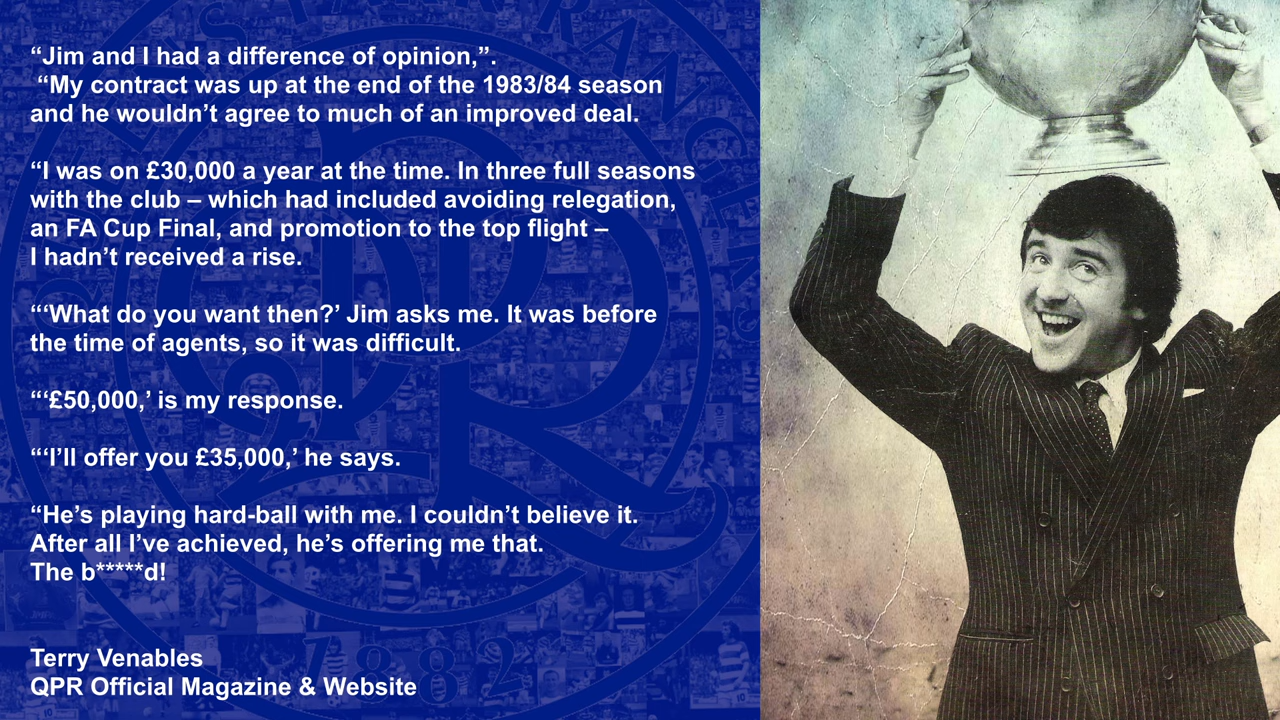 “Jim and I had a difference of opinion,”.
“My contract was up at the end of the 1983/84 season
and he wouldn’t agree to much of an improved deal.
“I was on £30,000 a year at the time. In three full seasons
with the club – which had included avoiding relegation,
an FA Cup Final, and promotion to the top flight –
I hadn’t received a rise.
“‘What do you want then?’ Jim asks me. It was before
the time of agents, so it was difficult.
“‘£50,000,’ is my response.
“‘I’ll offer you £35,000,’ he says.
“He’s playing hard-ball with me. I couldn’t believe it.
After all I’ve achieved, he’s offering me that.
The b*****d!
Terry Venables
QPR Official Magazine & Website
1882